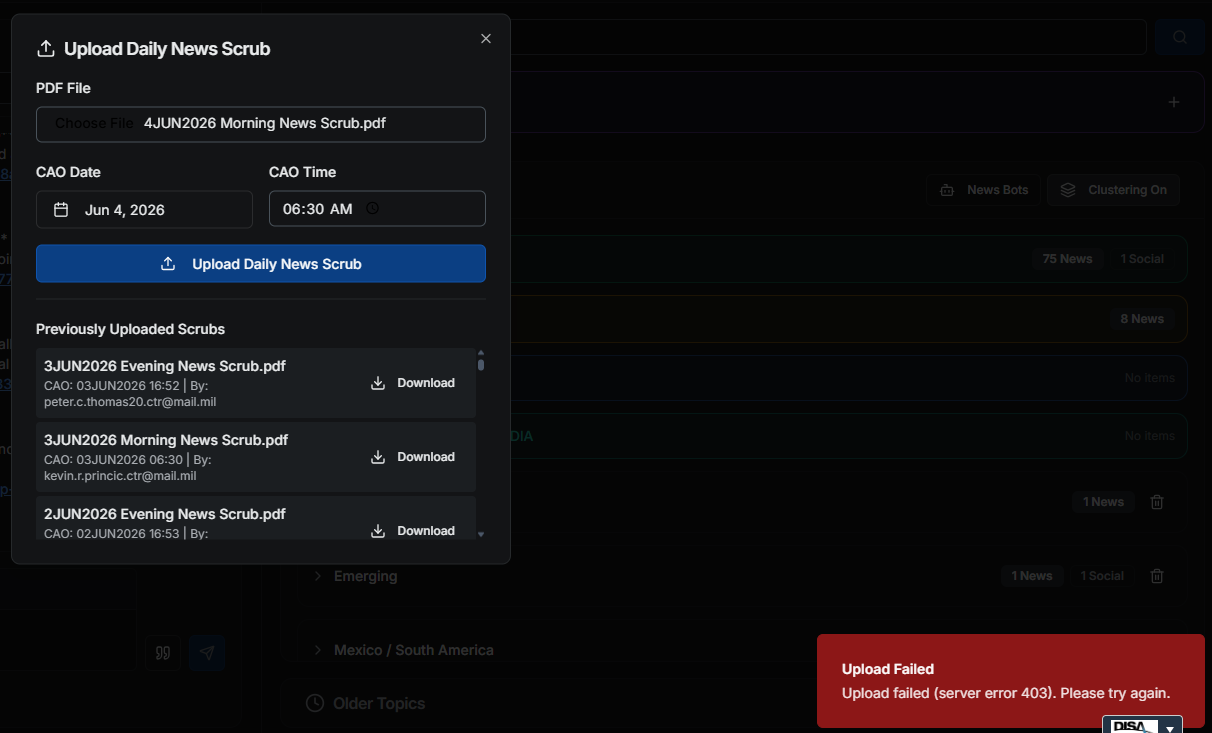 Upload Daily News Scrub
PDF File
Choose File 4JUN2026 Morning News Scrub.pdf
CAO Date
CAO Time
Jun 4, 2026
06:30 AM
Upload Daily News Scrub
Previously Uploaded Scrubs
3JUN2026 Evening News Scrub.pdf
CAO: 03JUN2026 16:52 | By:
peter.c.thomas20.ctr@mail.mil
Download
3JUN2026 Morning News Scrub.pdf
CAO: 03JUN2026 06:30 | By:
kevin.r.princic.ctr@mail.mil
Download
2JUN2026 Evening News Scrub.pdf
CAO: 02JUN2026 16:53 | By:
Download
News Bots
Clustering On
75 News
1 Social
8 News
No items
DIA
No items
1 News
Emerging
1 News
1 Social
Mexico / South America
Older Topics
Upload Failed
Upload failed (server error 403). Please try again.
DISA